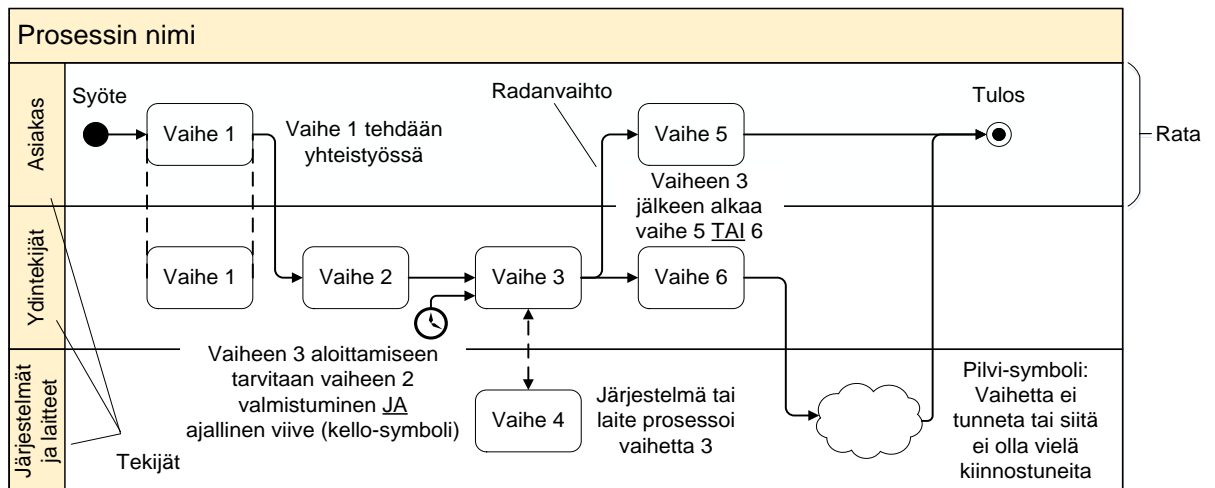 Prosessin nimi
Asiakas
Syöte
Vaihe 1
Vaihe 1 tehdään
yhteistyössä
Radanvaihto
Vaihe 5
Tulos
Rata
Vaiheen 3
jälkeen alkaa
vaihe 5 TAI 6
Ydintekijät
Vaihe 1
Vaihe 2
Vaihe 3
Vaihe 6
Vaiheen 3 aloittamiseen
tarvitaan vaiheen 2
valmistuminen JA
ajallinen viive (kello-symboli)
Järjestelmät
ja laitteet
Tekijät
Vaihe 4
Järjestelmä tai
laite prosessoi
vaihetta 3
Pilvi-symboli:
Vaihetta ei
tunneta tai siitä
ei olla vielä
kiinnostuneita